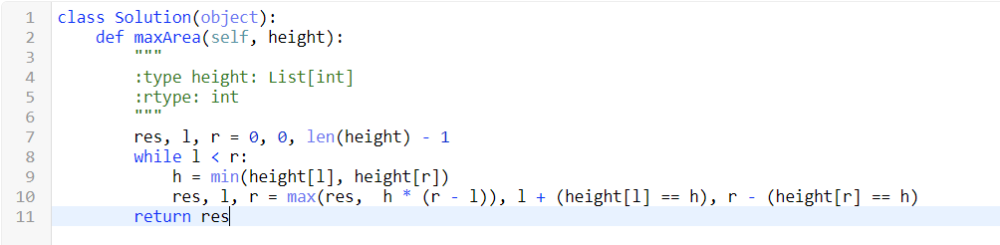 1 class Solution(object):
2     def maxArea(self, height):
3         """
4         :type height: List[int]
5         :rtype: int
6         """
7         res, l, r = 0, 0, len(height) - 1
8         while l < r:
9             h = min(height[l], height[r])
10             res, l, r = max(res,  h * (r - l)), l + (height[l] == h), r - (height[r] == h)
11         return res